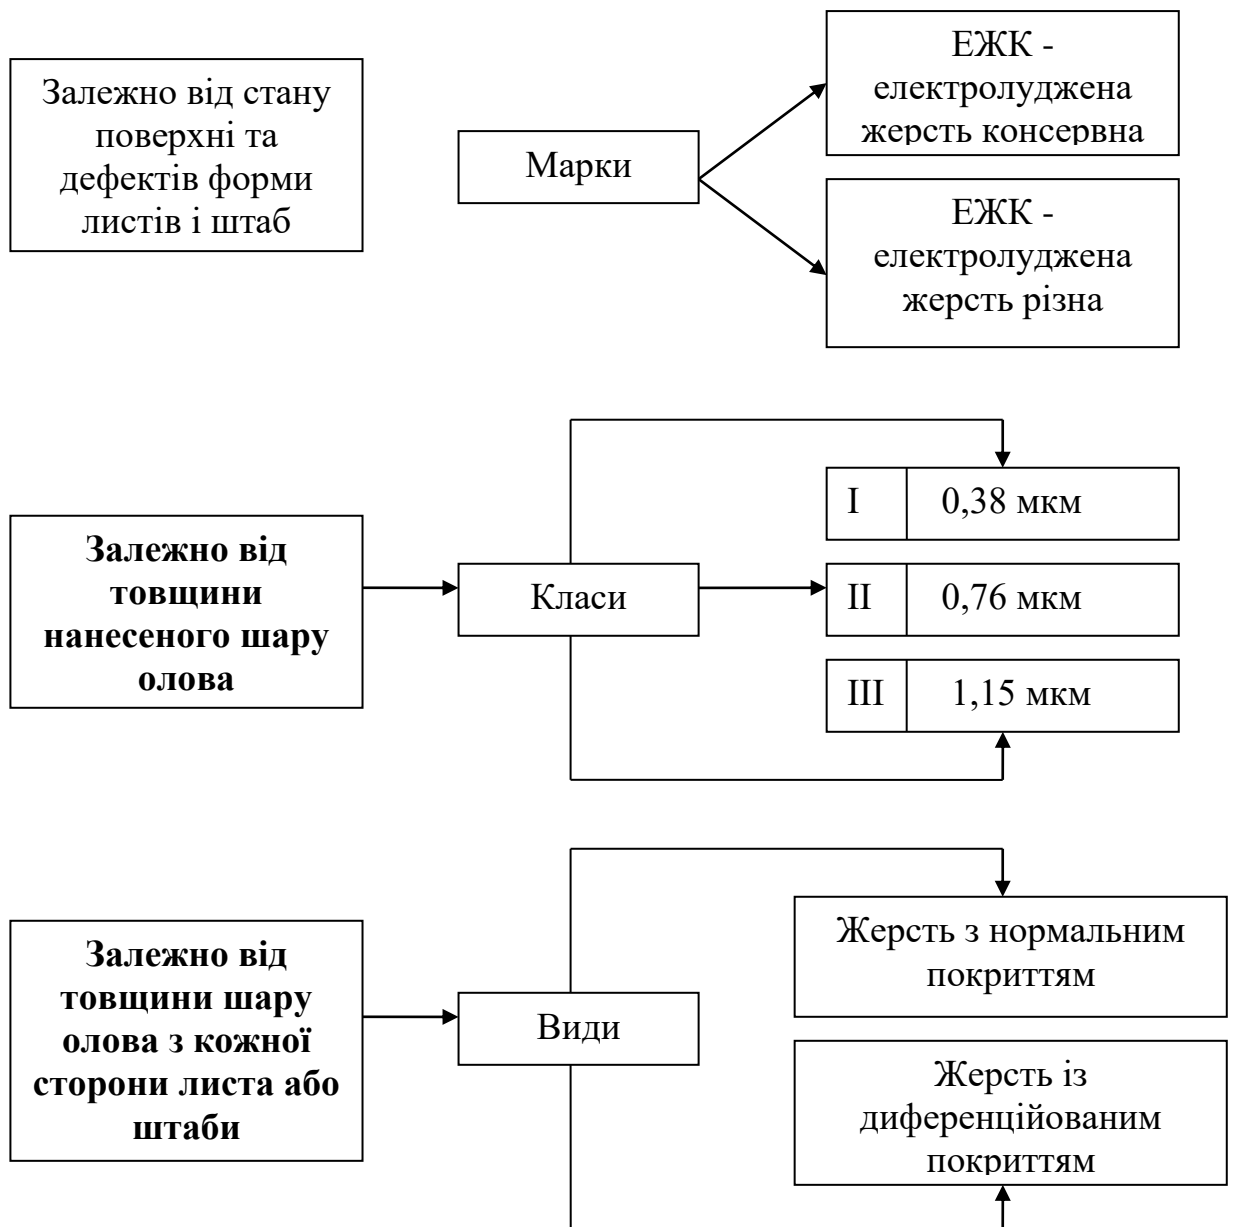 Залежно від стану
поверхні та
дефектів форми
листів і штаб
Марки
ЕЖК -
електролуджена
жерсть консервна
ЕЖК -
електролуджена
жерсть різна
Залежно від
товщини
нанесеного шару
олова
Класи
I 0,38 мкм
II 0,76 мкм
III 1,15 мкм
Залежно від
товщини шару
олова з кожної
сторони листа або
штаби
Види
Жерсть з нормальним
покриттям
Жерсть із
диференційованим
покриттям